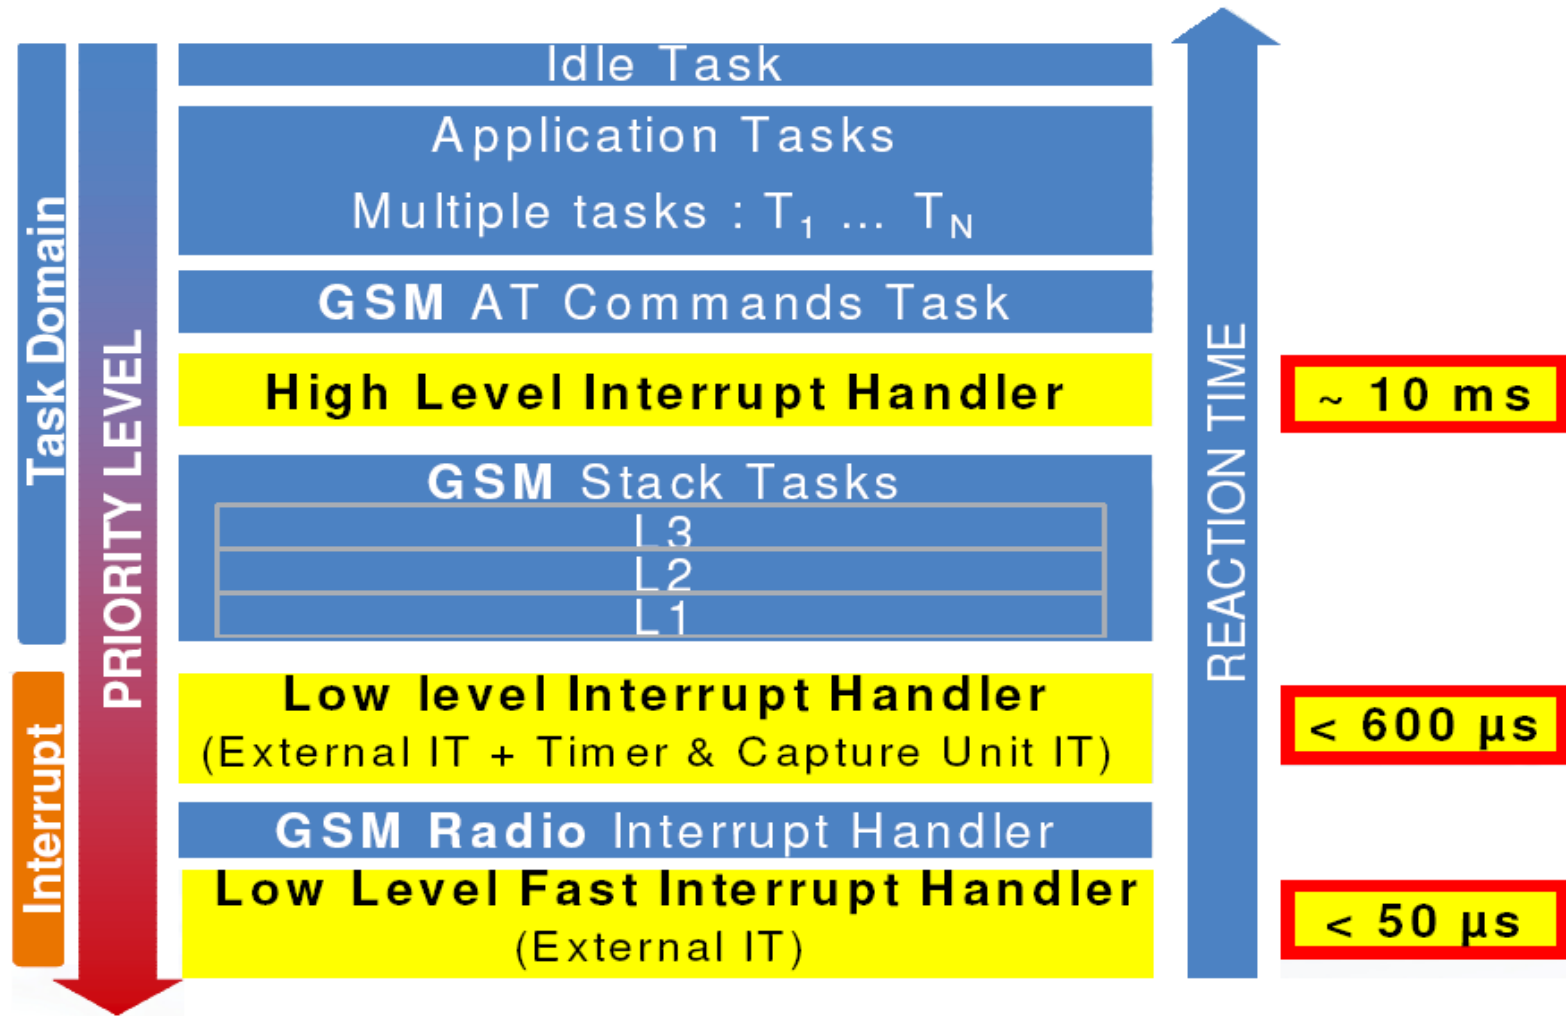 Idle Task
Application Tasks
Multiple tasks : T₁ ... T_N
GSM AT Commands Task
High Level Interrupt Handler
~ 10 ms
GSM Stack Tasks
L3
L2
L1
Low level Interrupt Handler
(External IT + Timer & Capture Unit IT)
< 600 µs
GSM Radio Interrupt Handler
Low Level Fast Interrupt Handler
(External IT)
< 50 µs
Task Domain
Interrupt
PRIORITY LEVEL
REACTION TIME